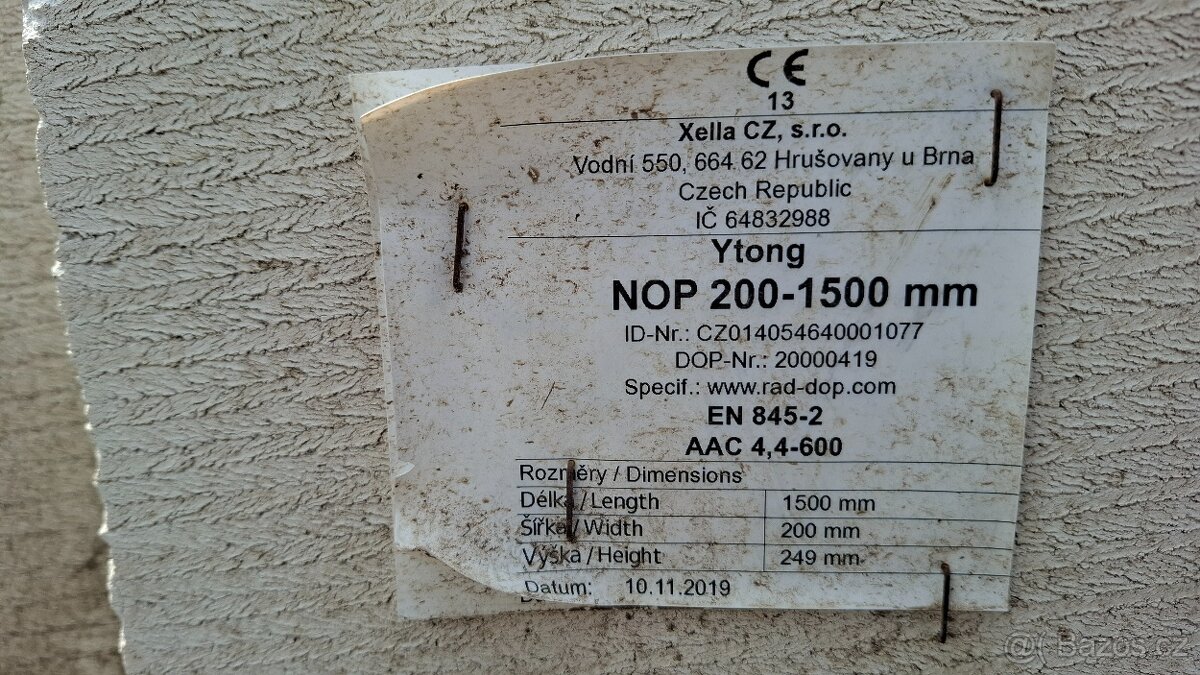 CE
13
Xella CZ, s.r.o.
Vodní 550, 664 62 Hrušovany u Brna
Czech Republic
IČ 64832988
Ytong
NOP 200-1500 mm
ID-Nr.: CZ014054640001077
DOP-Nr.: 20000419
Specif.: www.rad-dop.com
EN 845-2
AAC 4,4-600
Rozměry / Dimensions
Délka / Length 1500 mm
Šířka / Width 200 mm
Výška / Height 249 mm
Datum: 10.11.2019
@( Bazos.cz